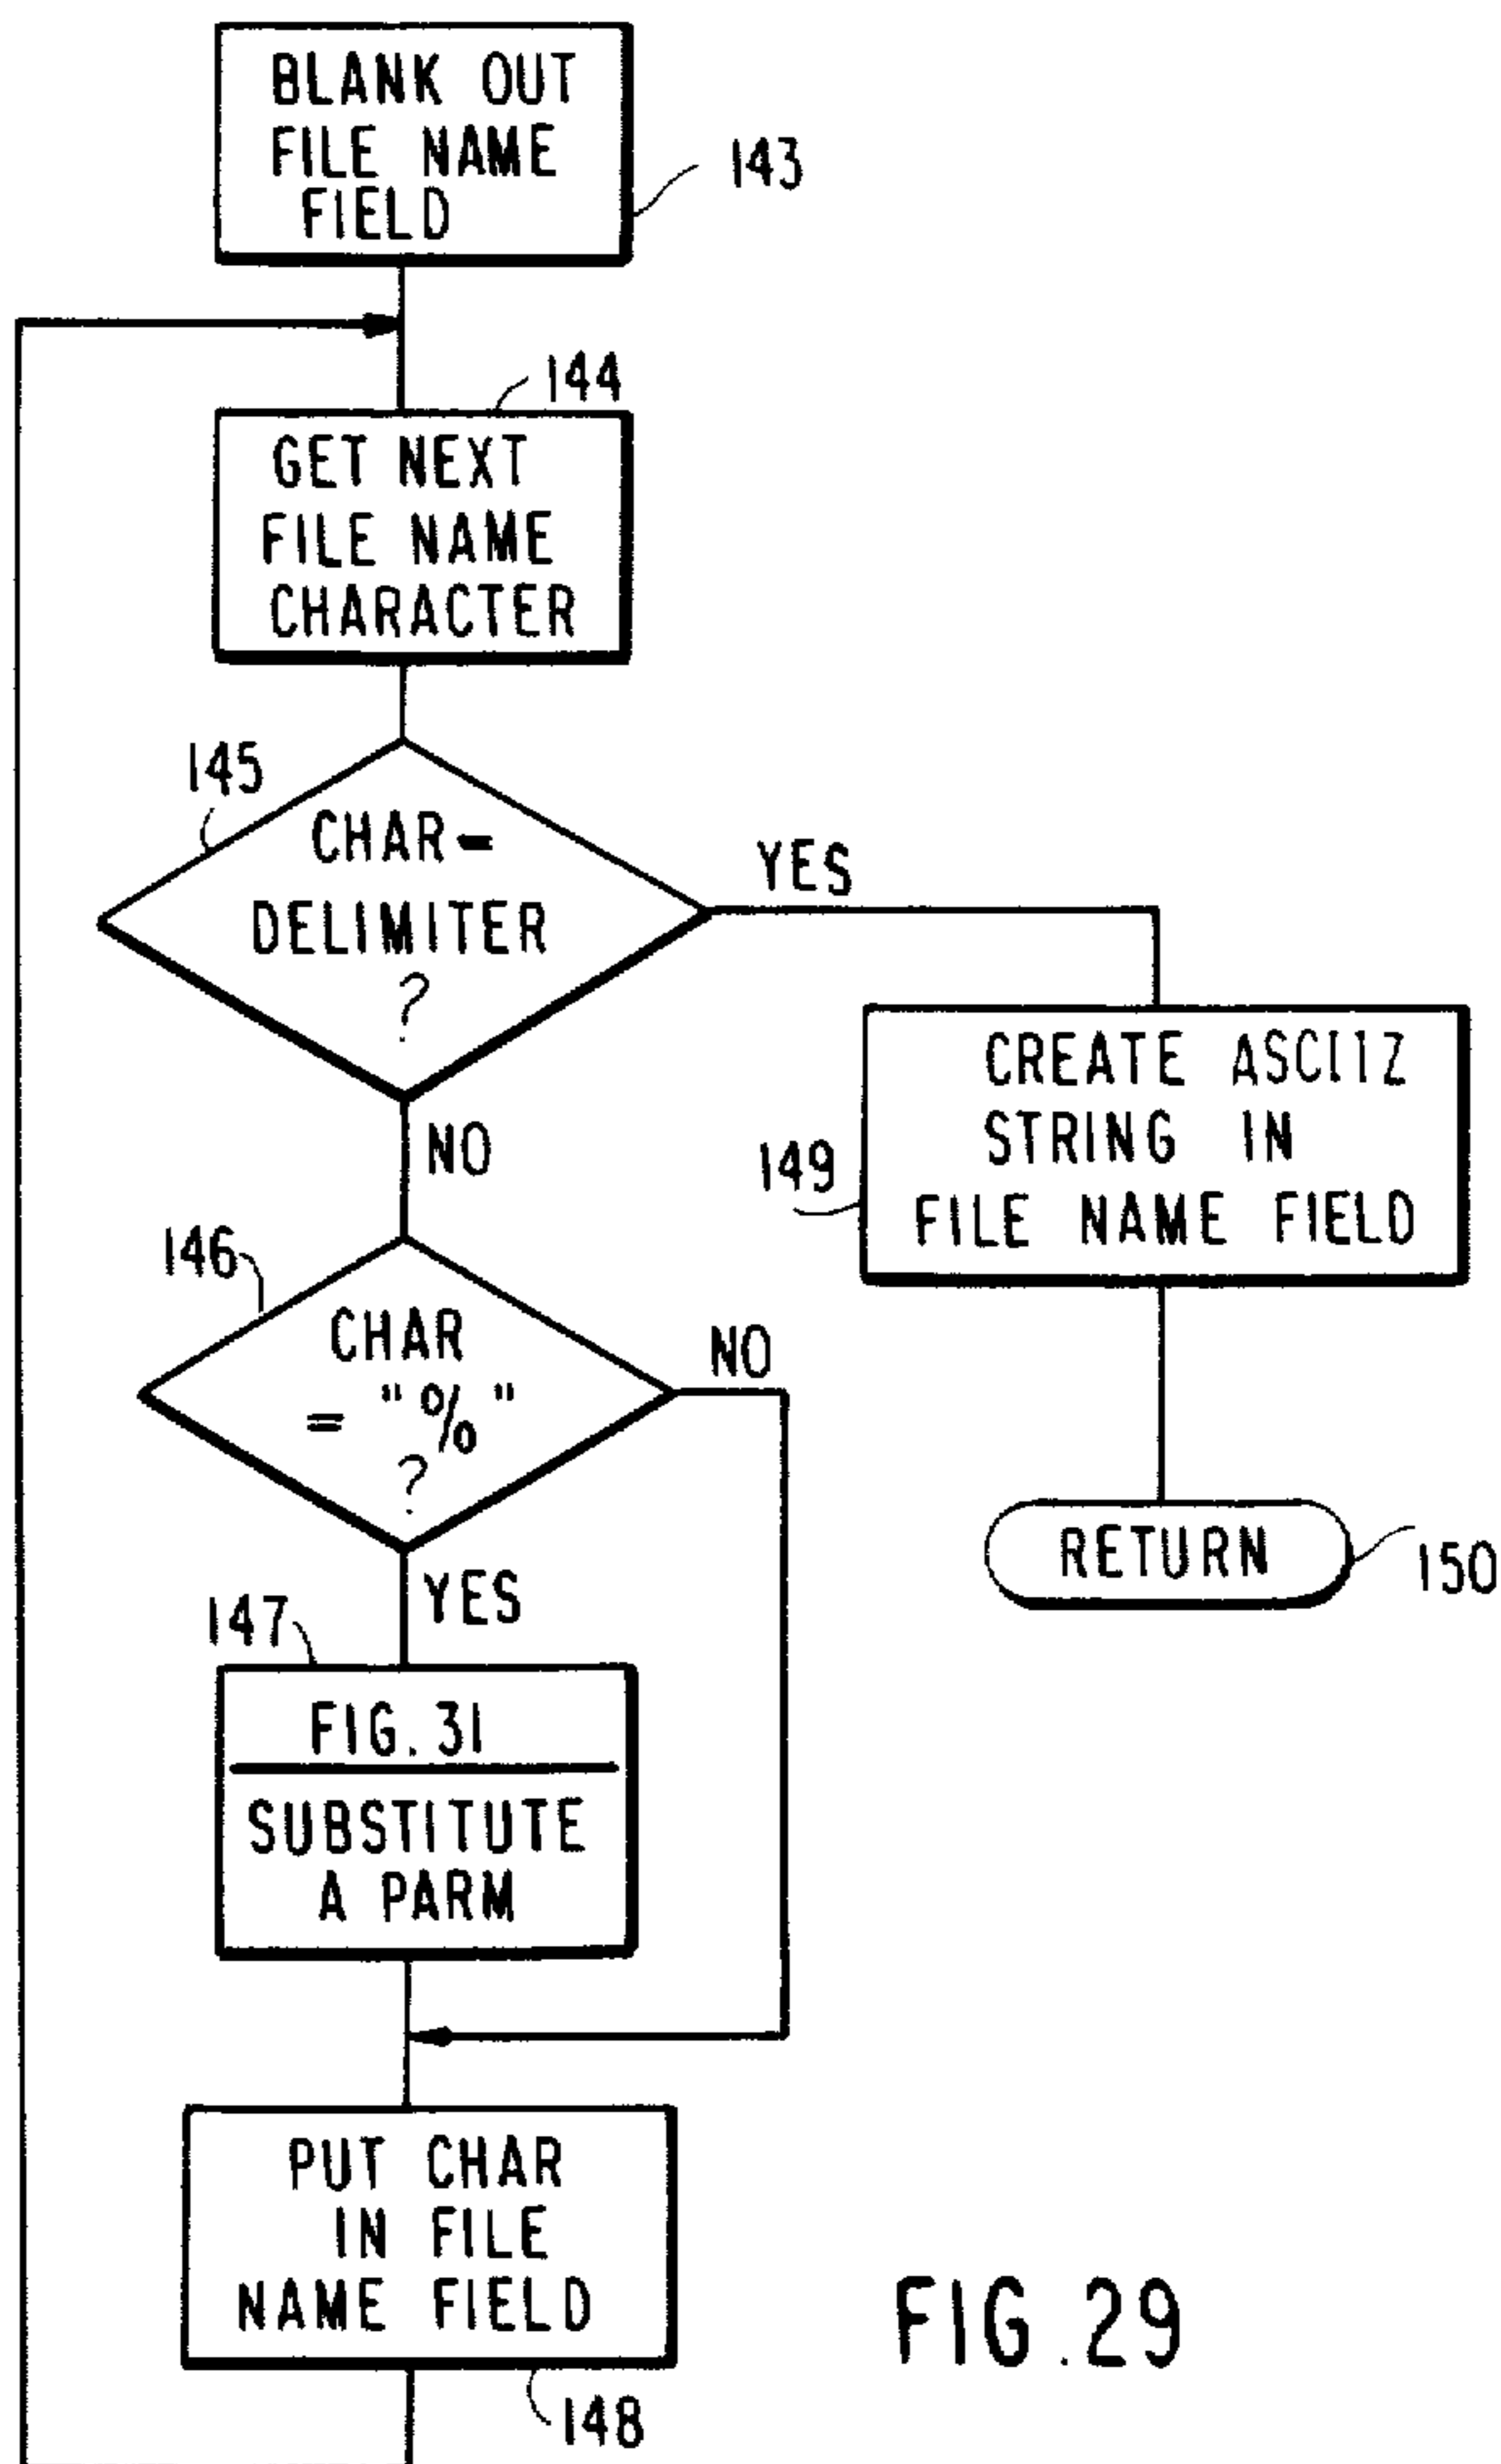 BLANK OUT
FILE NAME
FIELD
143
144
GET NEXT
FILE NAME
CHARACTER
145
CHAR=
DELIMITER
?
YES
NO
CREATE ASCIIZ
STRING IN
FILE NAME FIELD
149
146
CHAR
= "%"
?
NO
YES
RETURN
150
147
FIG. 31
SUBSTITUTE
A PARM
PUT CHAR
IN FILE
NAME FIELD
148
FIG. 29